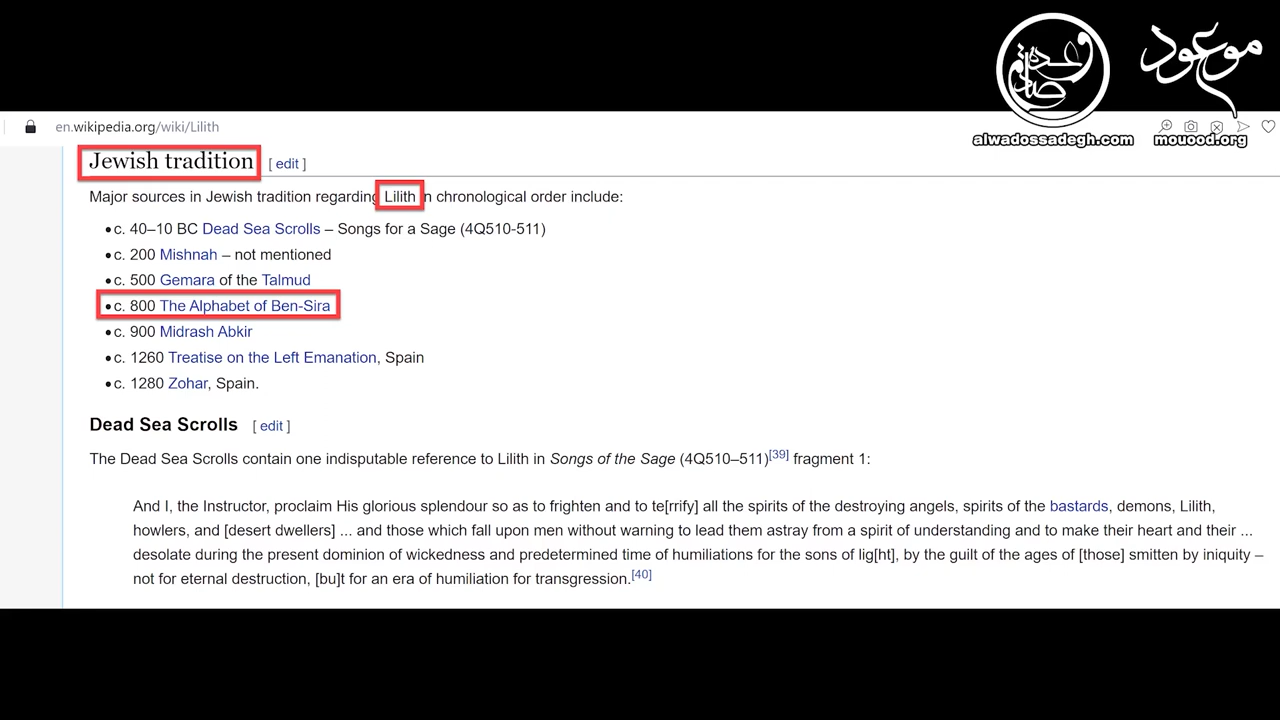 وعده صادق
موعود
alwadossadegh.com
mouood.org
en.wikipedia.org/wiki/Lilith
Jewish tradition [ edit ]
Major sources in Jewish tradition regarding Lilith in chronological order include:
• c. 40–10 BC Dead Sea Scrolls – Songs for a Sage (4Q510-511)
• c. 200 Mishnah – not mentioned
• c. 500 Gemara of the Talmud
• c. 800 The Alphabet of Ben-Sira
• c. 900 Midrash Abkir
• c. 1260 Treatise on the Left Emanation, Spain
• c. 1280 Zohar, Spain.
Dead Sea Scrolls [ edit ]
The Dead Sea Scrolls contain one indisputable reference to Lilith in Songs of the Sage (4Q510–511)[39] fragment 1:
And I, the Instructor, proclaim His glorious splendour so as to frighten and to te[rrify] all the spirits of the destroying angels, spirits of the bastards, demons, Lilith,
howlers, and [desert dwellers] ... and those which fall upon men without warning to lead them astray from a spirit of understanding and to make their heart and their ...
desolate during the present dominion of wickedness and predetermined time of humiliations for the sons of lig[ht], by the guilt of the ages of [those] smitten by iniquity –
not for eternal destruction, [bu]t for an era of humiliation for transgression.[40]